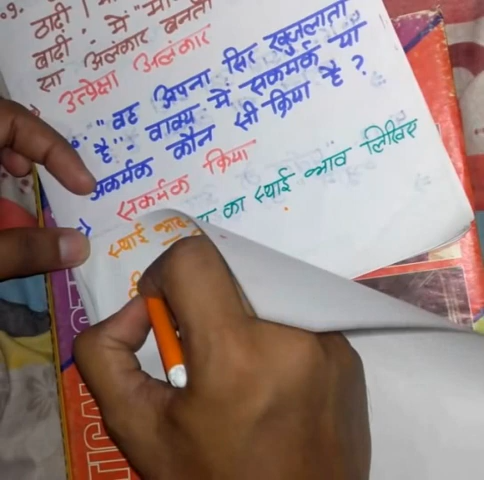 ठादी
बादी. में "मा
सा अलंकार बनता
उत्प्रेक्षा अलंकार
"वह अपना सिर खुजलाता
है"- वाक्य में सकर्मक या
अकर्मक कौन सी क्रिया है?
सकर्मक क्रिया
का स्थाई भाव लिखिए
स्थाई भाव